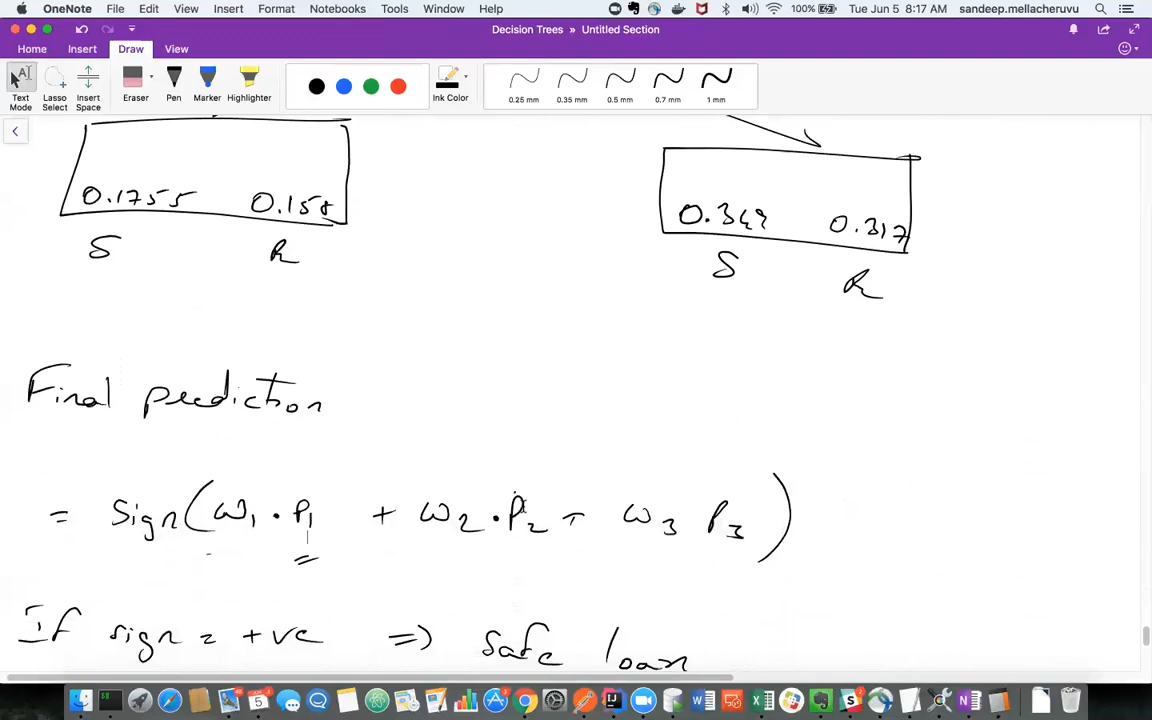 OneNote File Edit View Insert Format Notebooks Tools Window Help 100% Tue Jun 5 8:17 AM sandeep.mellacheruvu
Decision Trees » Untitled Section
Home Insert Draw View
Text Mode Lasso Select Insert Space Eraser Pen Marker Highlighter Ink Color 0.25 mm 0.35 mm 0.5 mm 0.7 mm 1 mm
0.1755 0.158 0.349 0.317
S R S R
Final prediction
= Sign(ω1 · P1 + ω2 · P2 + ω3 P3)
If sign = +ve => safe loan